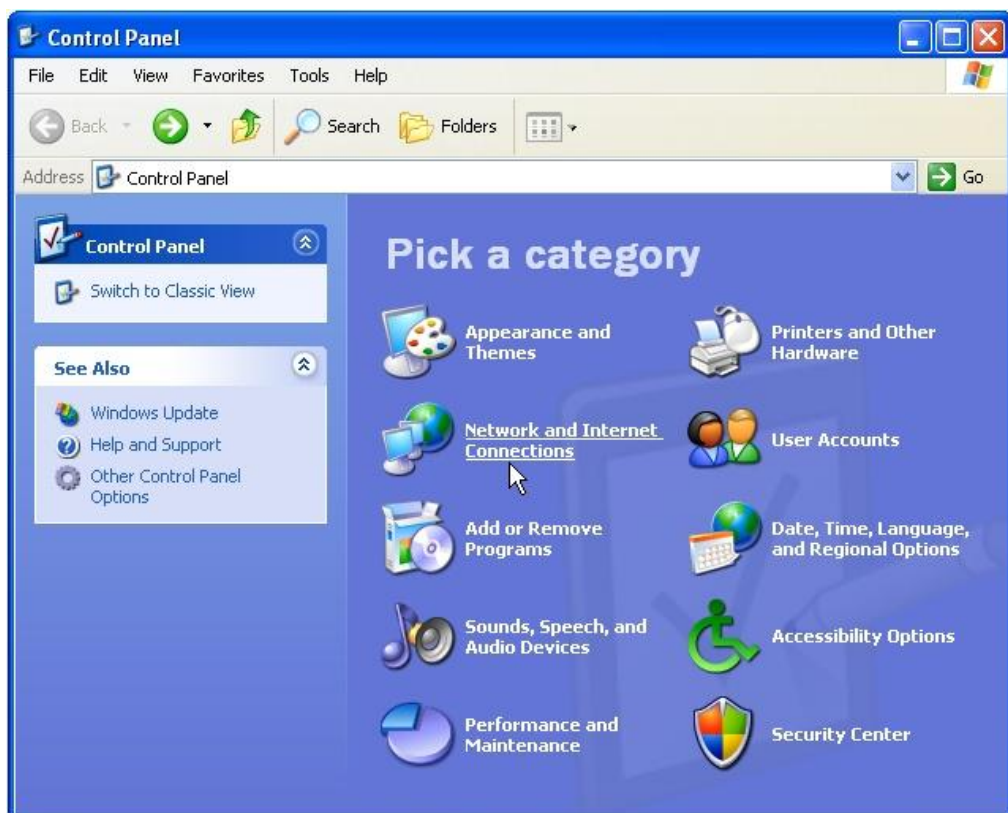 Control Panel
File Edit View Favorites Tools Help
Back Search Folders
Address Control Panel Go
Control Panel
Switch to Classic View
See Also
Windows Update
Help and Support
Other Control Panel
Options
Pick a category
Appearance and
Themes
Printers and Other
Hardware
Network and Internet
Connections
User Accounts
Add or Remove
Programs
Date, Time, Language,
and Regional Options
Sounds, Speech, and
Audio Devices
Accessibility Options
Performance and
Maintenance
Security Center